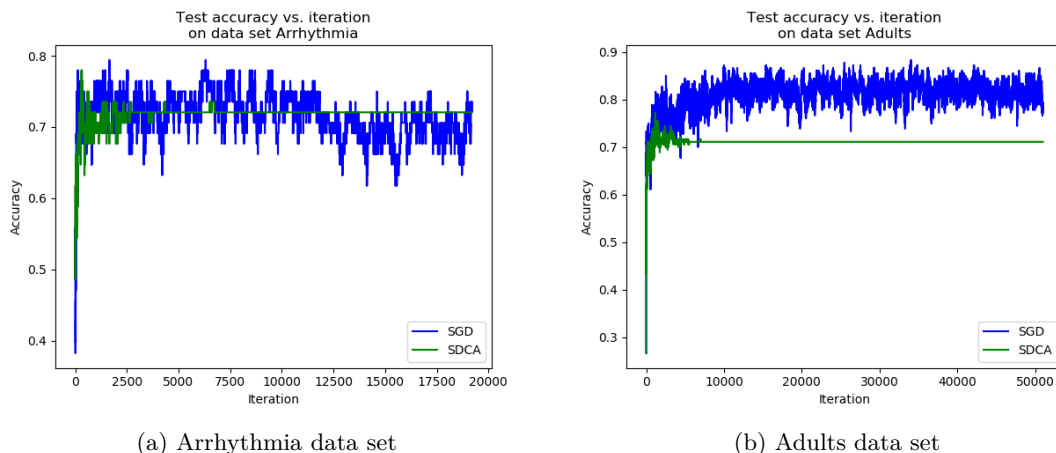 Test accuracy vs. iteration
on data set Arrhythmia
0.8
0.7
0.6
0.5
0.4
Accuracy
0
2500
5000
7500
10000
12500
15000
17500
20000
Iteration
SGD
SDCA
(a) Arrhythmia data set
Test accuracy vs. iteration
on data set Adults
0.9
0.8
0.7
0.6
0.5
0.4
0.3
Accuracy
0
10000
20000
30000
40000
50000
Iteration
SGD
SDCA
(b) Adults data set